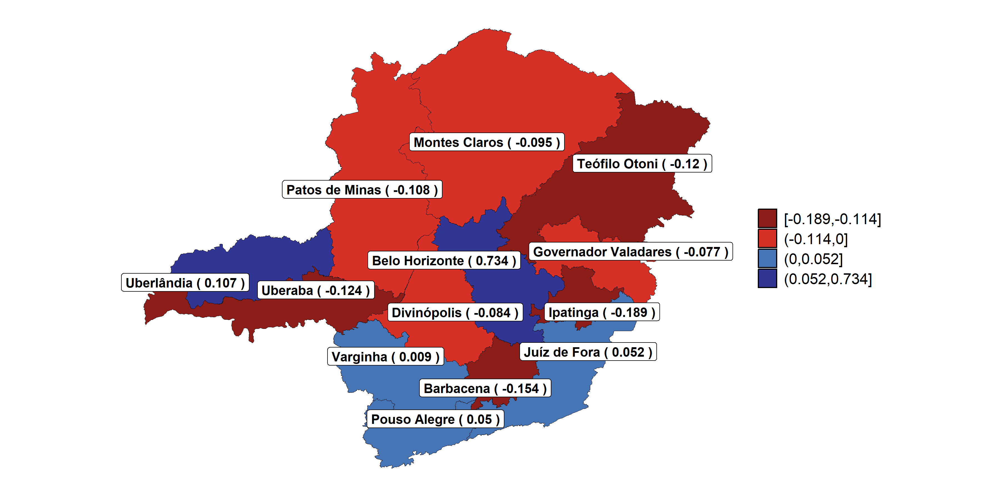 Montes Claros ( -0.095 )
Teófilo Otoni ( -0.12 )
Patos de Minas ( -0.108 )
Governador Valadares ( -0.077 )
Belo Horizonte ( 0.734 )
Uberlândia ( 0.107 )
Uberaba ( -0.124 )
Divinópolis ( -0.084 )
Ipatinga ( -0.189 )
Varginha ( 0.009 )
Juíz de Fora ( 0.052 )
Barbacena ( -0.154 )
Pouso Alegre ( 0.05 )
[-0.189,-0.114]
(-0.114,0]
(0,0.052]
(0.052,0.734]